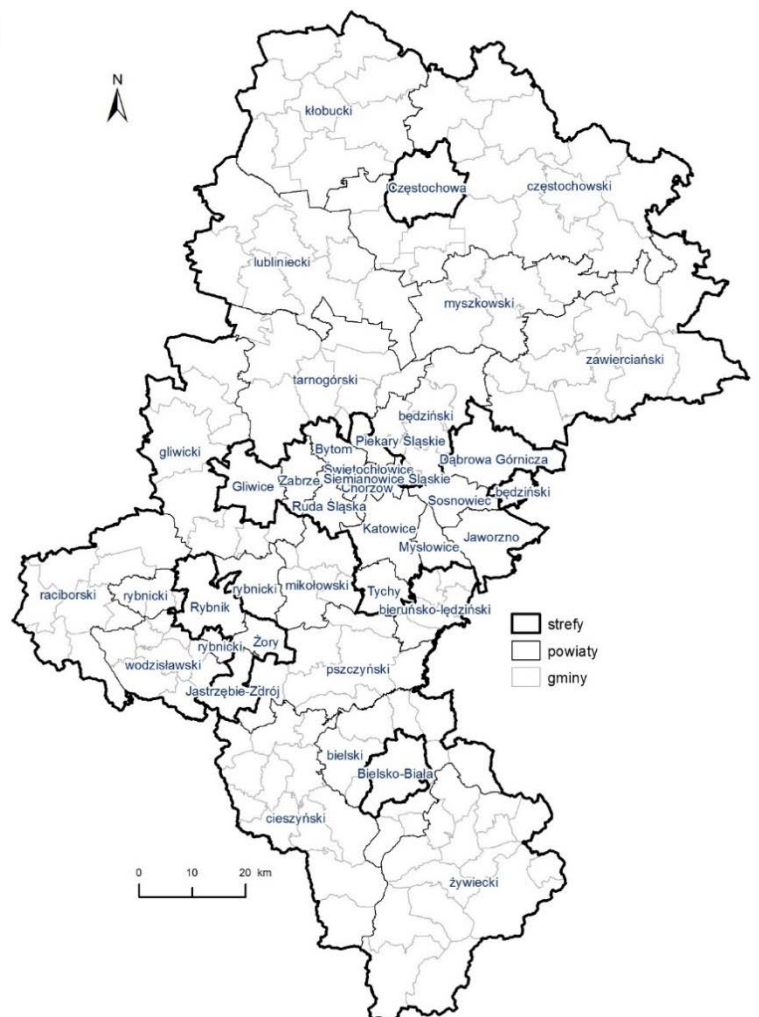 N
kłobucki
Częstochowa
częstochowski
lubliniecki
myszkowski
zawierciański
tarnogórski
będziński
Piekary Śląskie
Bytom
gliwicki
Dąbrowa Górnicza
Świętochłowice
Siemianowice Śląskie
Zabrze
Gliwice
Chorzów
będziński
Sosnowiec
Ruda Śląska
Katowice
Jaworzno
Mysłowice
mikołowski
rybnicki
Tychy
raciborski
rybnicki
Rybnik
bieruńsko-lędziński
strefy
powiaty
gminy
Żory
rybnicki
wodzisławski
pszczyński
Jastrzębie-Zdrój
bielski
Bielsko-Biała
cieszyński
0 10 20 km
żywiecki